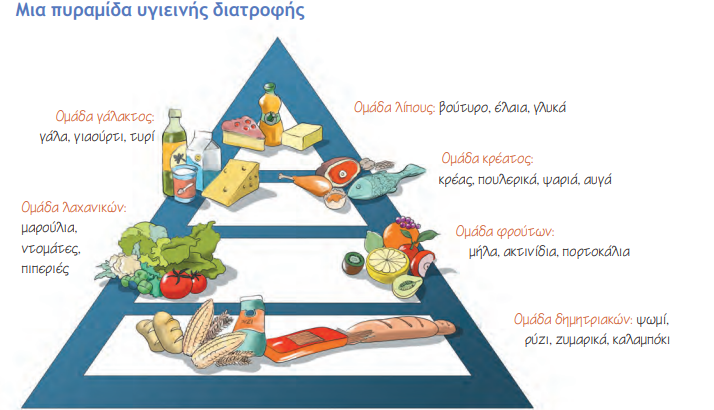 Μια πυραμίδα υγιεινής διατροφής
Ομάδα γάλακτος:
γάλα, γιαούρτι, τυρί
Ομάδα λίπους: βούτυρο, έλαια, γλυκά
Ομάδα κρέατος:
κρέας, πουλερικά, ψαριά, αυγά
Ομάδα λαχανικών:
μαρούλια,
ντομάτες,
πιπεριές
Ομάδα φρούτων:
μήλα, ακτινίδια, πορτοκάλια
Ομάδα δημητριακών: ψωμί,
ρύζι, ζυμαρικά, καλαμπόκι